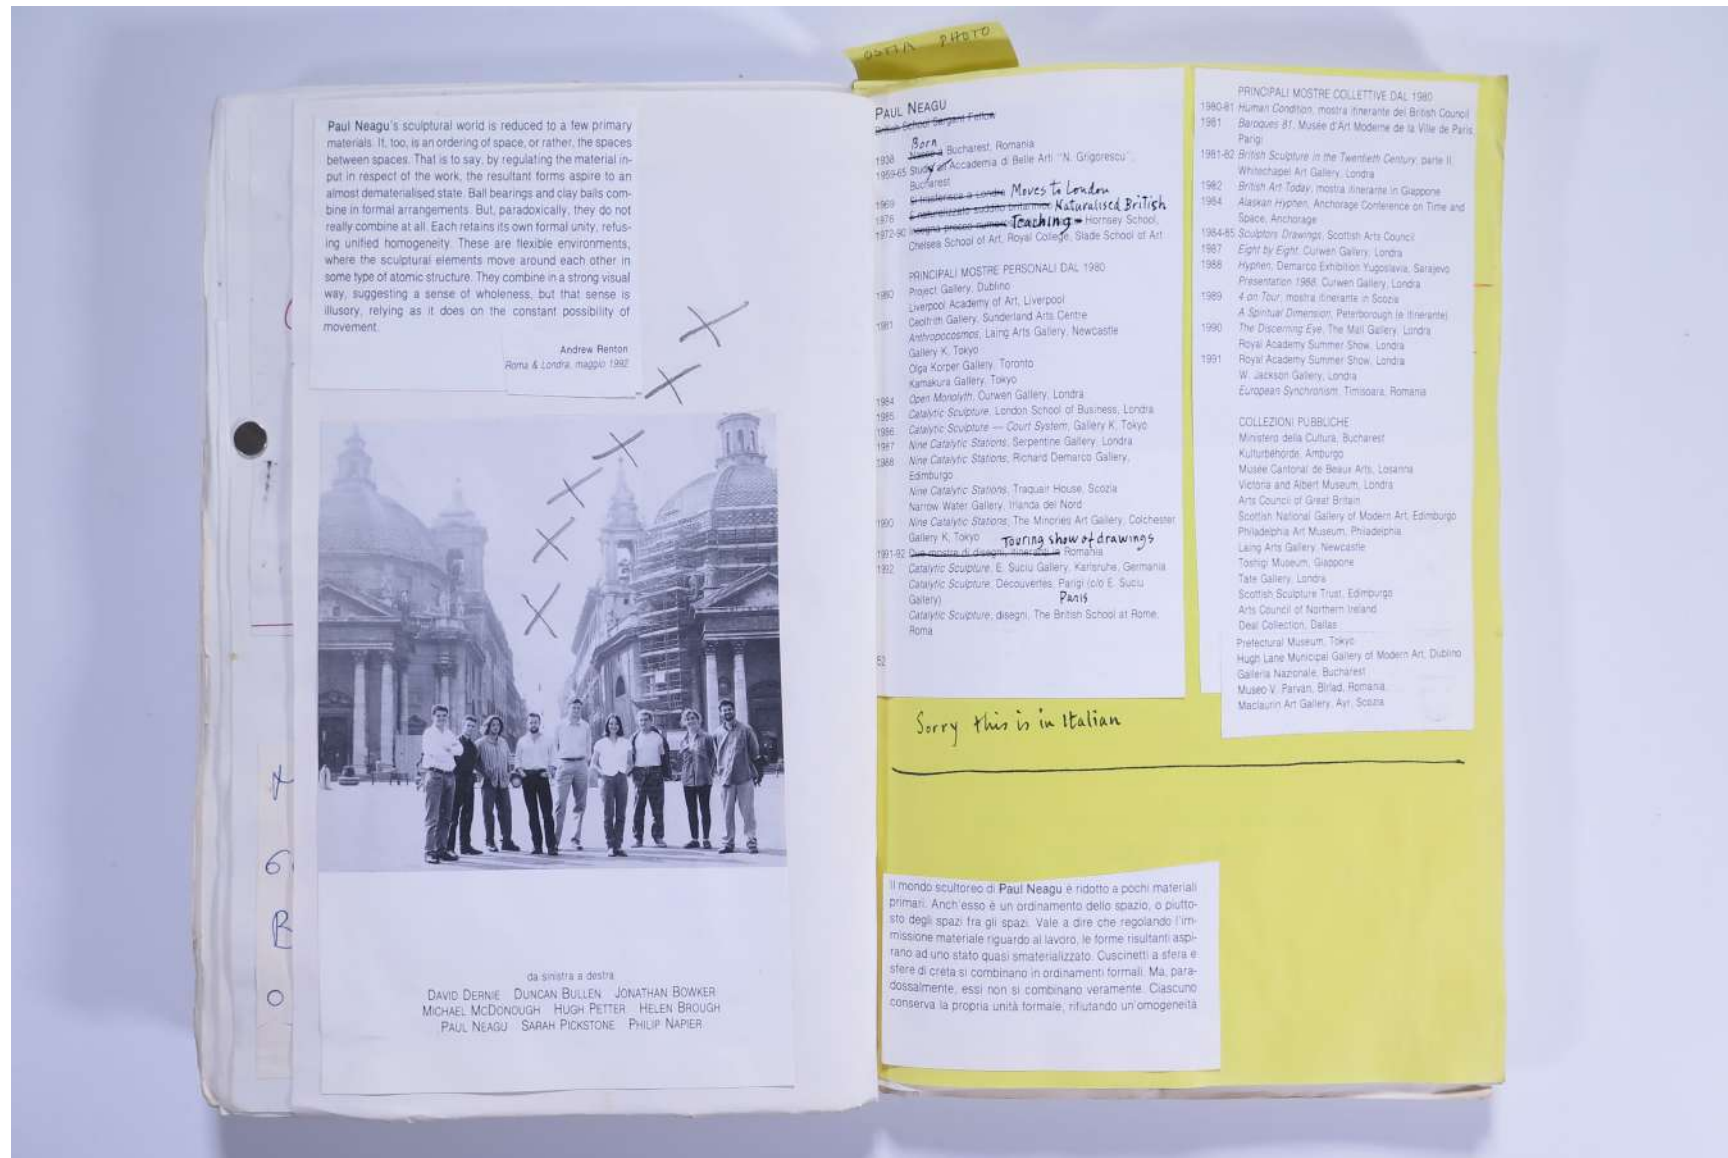 Paul Neagu's sculptural world is reduced to a few primary
materials. It, too, is an ordering of space, or rather, the spaces
between spaces. That is to say, by regulating the material in-
put in respect of the work, the resultant forms aspire to an
almost dematerialised state. Ball bearings and clay balls com-
bine in formal arrangements. But, paradoxically, they do not
really combine at all. Each retains its own formal unity, refus-
ing unified homogeneity. These are flexible environments,
where the sculptural elements move around each other in
some type of atomic structure. They combine in a strong visual
way, suggesting a sense of wholeness, but that sense is
illusory, relying as it does on the constant possibility of
movement.
Andrew Renton
Roma & Londra, maggio 1992
da sinistra a destra
DAVID DERNIE DUNCAN BULLEN JONATHAN BOWKER
MICHAEL MCDONOUGH HUGH PETTER HELEN BROUGH
PAUL NEAGU SARAH PICKSTONE PHILIP NAPIER
6
B
O
PHOTO
PAUL NEAGU
British School Sargant Fellow
Born
1938 Nasce a Bucharest, Romania
1959-65 Study Accademia di Belle Arti "N. Grigorescu",
Bucharest
1969 Si trasferisce a Londra Moves to London
1976 È naturalizzato suddito britannico Naturalised British
1972-90 Insegna presso numerose Teaching - Hornsey School,
Chelsea School of Art, Royal College, Slade School of Art
PRINCIPALI MOSTRE PERSONALI DAL 1980
1980 Project Gallery, Dublino
Liverpool Academy of Art, Liverpool
1981 Ceolfrith Gallery, Sunderland Arts Centre
Anthropocosmos, Laing Arts Gallery, Newcastle
Gallery K, Tokyo
Olga Korper Gallery, Toronto
Kamakura Gallery, Tokyo
1984 Open Monolyth, Curwen Gallery, Londra
1985 Catalytic Sculpture, London School of Business, Londra
1986 Catalytic Sculpture — Court System, Gallery K, Tokyo
1987 Nine Catalytic Stations, Serpentine Gallery, Londra
1988 Nine Catalytic Stations, Richard Demarco Gallery,
Edimburgo
Nine Catalytic Stations, Traquair House, Scozia
Narrow Water Gallery, Irlanda del Nord
1990 Nine Catalytic Stations, The Minories Art Gallery, Colchester
Gallery K, Tokyo
Touring show of drawings
1991-92 Due mostre di disegni, itineranti in Romania
1992 Catalytic Sculpture, E. Suciu Gallery, Karlsruhe, Germania
Catalytic Sculpture, Découvertes, Parigi (c/o E. Suciu
Gallery) Paris
Catalytic Sculpture, disegni, The British School at Rome,
Roma
52
PRINCIPALI MOSTRE COLLETTIVE DAL 1980
1980-81 Human Condition, mostra itinerante del British Council
1981 Baroques 81, Musée d'Art Moderne de la Ville de Paris,
Parigi
1981-82 British Sculpture in the Twentieth Century, parte II,
Whitechapel Art Gallery, Londra
1982 British Art Today, mostra itinerante in Giappone
1984 Alaskan Hyphen, Anchorage Conference on Time and
Space, Anchorage
1984-85 Sculptors Drawings, Scottish Arts Council
1987 Eight by Eight, Curwen Gallery, Londra
1988 Hyphen, Demarco Exhibition Yugoslavia, Sarajevo
Presentation 1988, Curwen Gallery, Londra
1989 4 on Tour, mostra itinerante in Scozia
A Spiritual Dimension, Peterborough (e itinerante)
1990 The Discerning Eye, The Mall Gallery, Londra
Royal Academy Summer Show, Londra
1991 Royal Academy Summer Show, Londra
W. Jackson Gallery, Londra
European Synchronism, Timisoara, Romania
COLLEZIONI PUBBLICHE
Ministero della Cultura, Bucharest
Kulturbehorde, Amburgo
Musée Cantonal de Beaux Arts, Losanna
Victoria and Albert Museum, Londra
Arts Council of Great Britain
Scottish National Gallery of Modern Art, Edimburgo
Philadelphia Art Museum, Philadelphia
Laing Arts Gallery, Newcastle
Toshigi Museum, Giappone
Tate Gallery, Londra
Scottish Sculpture Trust, Edimburgo
Arts Council of Northern Ireland
Deal Collection, Dallas
Prefectural Museum, Tokyo
Hugh Lane Municipal Gallery of Modern Art, Dublino
Galleria Nazionale, Bucharest
Museo V. Parvan, Birlad, Romania
Maclaurin Art Gallery, Ayr, Scozia
Sorry this is in Italian
Il mondo scultoreo di Paul Neagu è ridotto a pochi materiali
primari. Anch'esso è un ordinamento dello spazio, o piutto-
sto degli spazi fra gli spazi. Vale a dire che regolando l'im-
missione materiale riguardo al lavoro, le forme risultanti aspi-
rano ad uno stato quasi smaterializzato. Cuscinetti a sfera e
sfere di creta si combinano in ordinamenti formali. Ma, para-
dossalmente, essi non si combinano veramente. Ciascuno
conserva la propria unità formale, rifiutando un'omogeneità